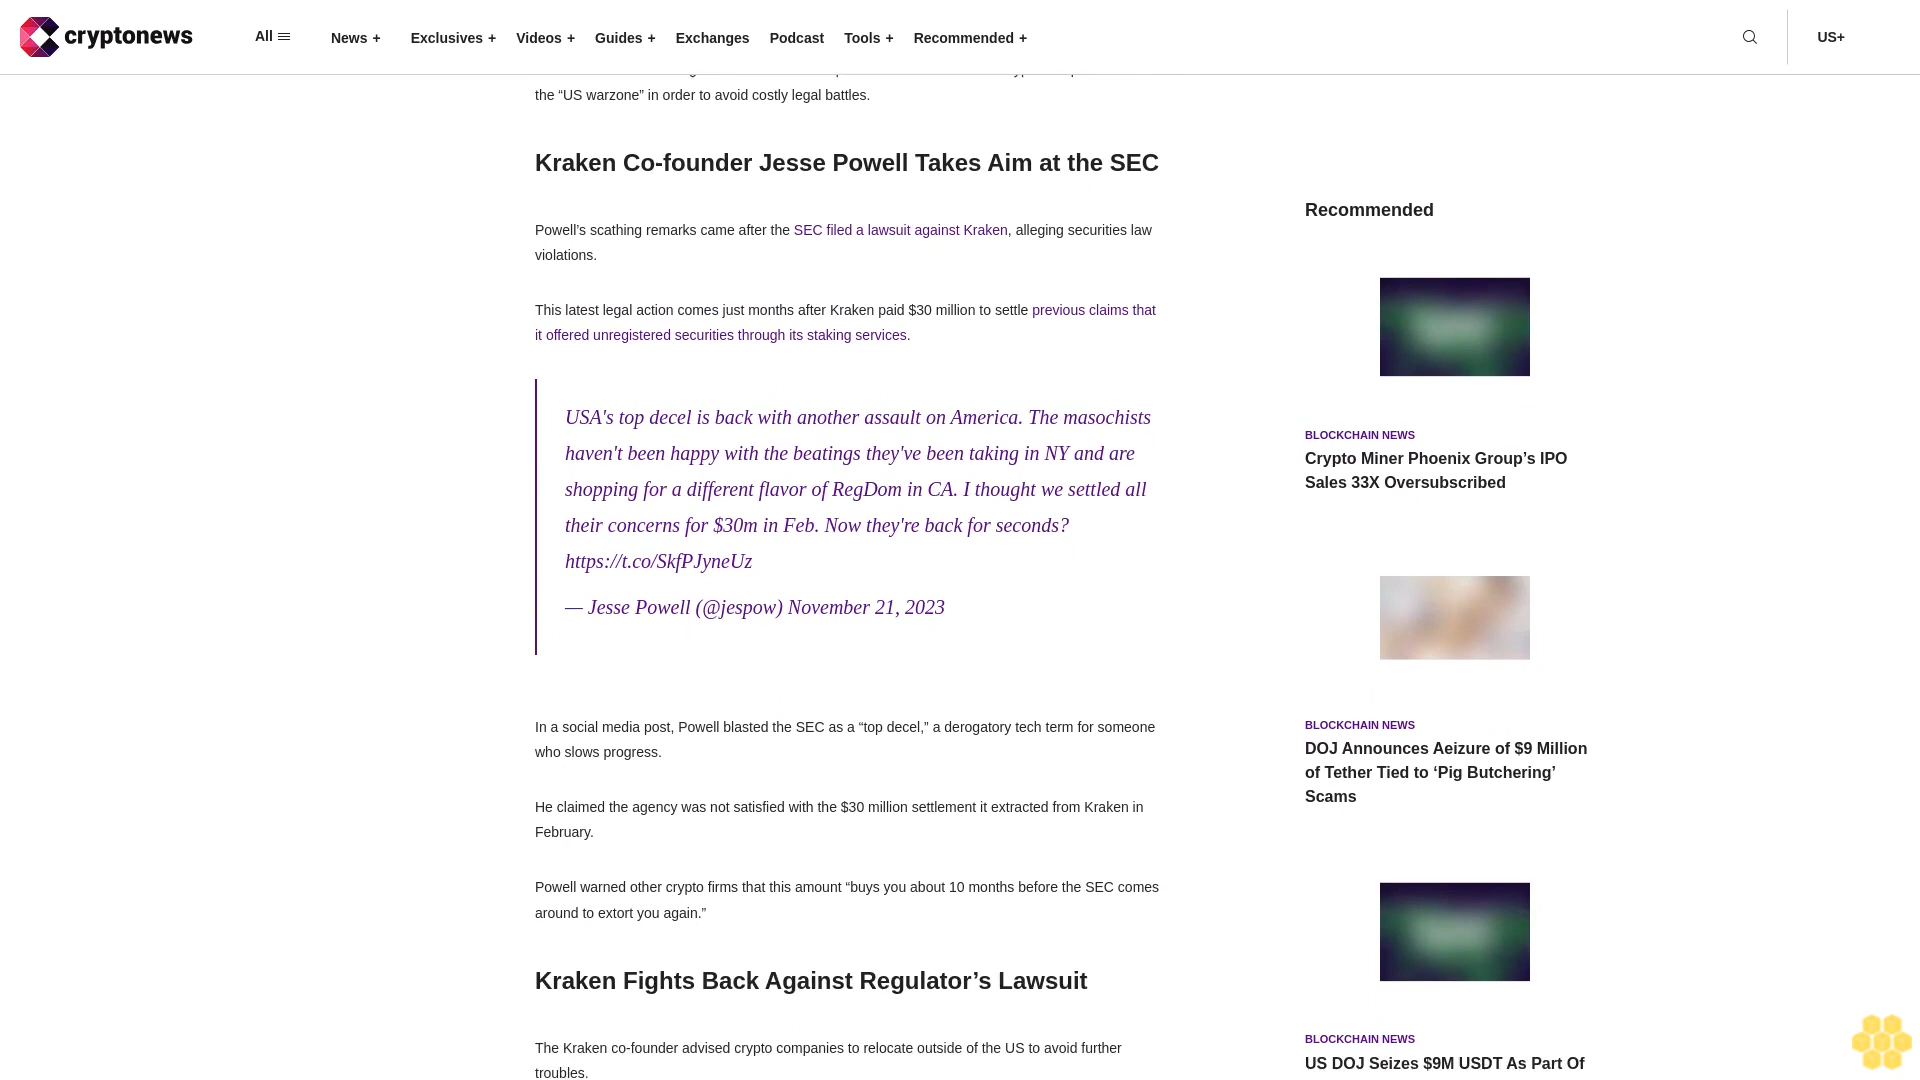 cryptonews
All
News +
Exclusives +
Videos +
Guides +
Exchanges
Podcast
Tools +
Recommended +
US+
the “US warzone” in order to avoid costly legal battles.
Kraken Co-founder Jesse Powell Takes Aim at the SEC
Powell’s scathing remarks came after the SEC filed a lawsuit against Kraken, alleging securities law
violations.
This latest legal action comes just months after Kraken paid $30 million to settle previous claims that
it offered unregistered securities through its staking services.
USA's top decel is back with another assault on America. The masochists
haven't been happy with the beatings they've been taking in NY and are
shopping for a different flavor of RegDom in CA. I thought we settled all
their concerns for $30m in Feb. Now they're back for seconds?
https://t.co/SkfPJyneUz
— Jesse Powell (@jespow) November 21, 2023
In a social media post, Powell blasted the SEC as a “top decel,” a derogatory tech term for someone
who slows progress.
He claimed the agency was not satisfied with the $30 million settlement it extracted from Kraken in
February.
Powell warned other crypto firms that this amount “buys you about 10 months before the SEC comes
around to extort you again.”
Kraken Fights Back Against Regulator’s Lawsuit
The Kraken co-founder advised crypto companies to relocate outside of the US to avoid further
troubles.
Recommended
BLOCKCHAIN NEWS
Crypto Miner Phoenix Group’s IPO
Sales 33X Oversubscribed
BLOCKCHAIN NEWS
DOJ Announces Aeizure of $9 Million
of Tether Tied to ‘Pig Butchering’
Scams
BLOCKCHAIN NEWS
US DOJ Seizes $9M USDT As Part Of